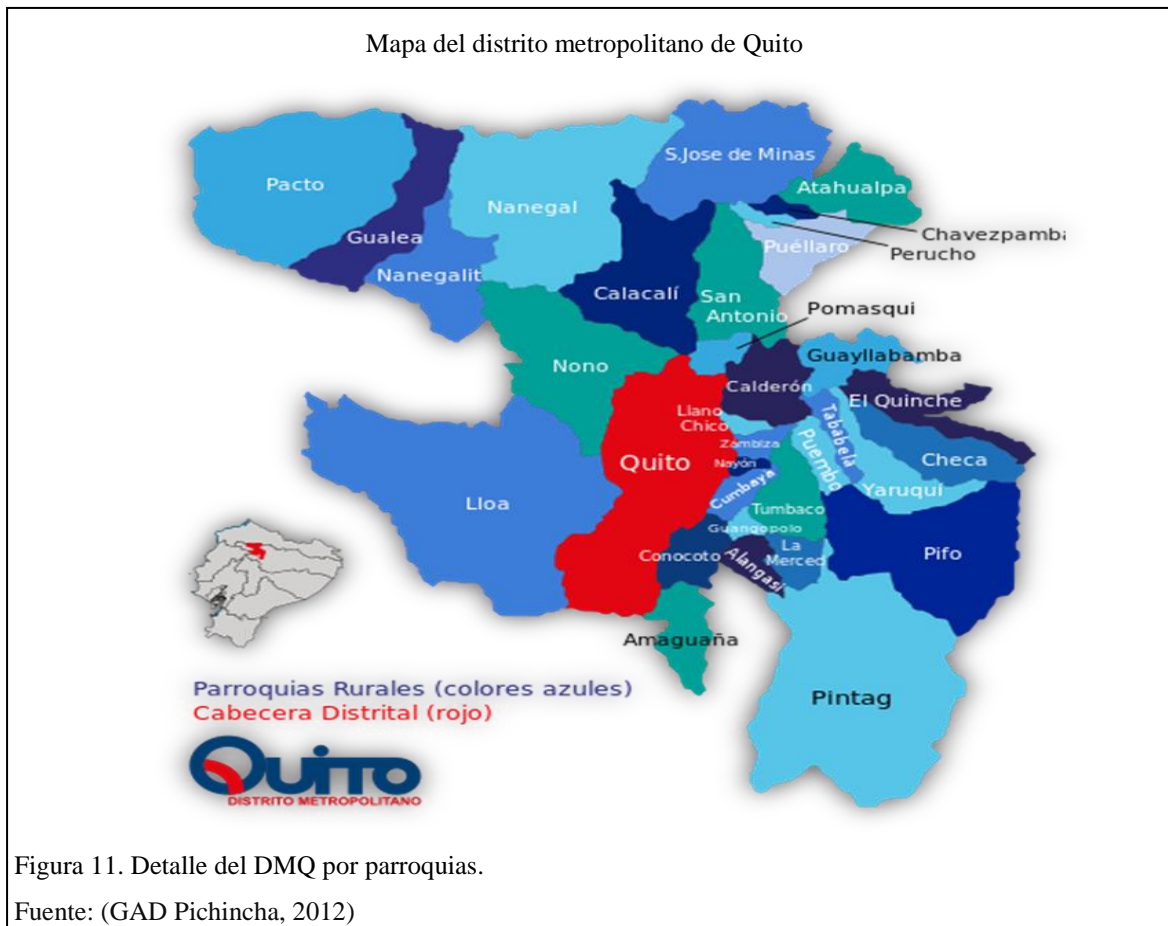 Mapa del distrito metropolitano de Quito
S.Jose de Minas
Pacto
Atahualpa
Nanegal
Chavezpamba
Gualea
Puéllaro
Perucho
Nanegalit
Calacalí
San
Antonio
Pomasqui
Guayllabamba
Nono
Calderón
El Quinche
Llano
Chico
Tababela
Zambiza
Puembo
Checa
Quito
Nayón
Cumbaya
Yaruqui
Lloa
Tumbaco
Guangopolo
Conocoto
Alangasi
La
Merced
Pifo
Amaguaña
Pintag
Parroquias Rurales (colores azules)
Cabecera Distrital (rojo)
QUITO
DISTRITO METROPOLITANO
Figura 11. Detalle del DMQ por parroquias.
Fuente: (GAD Pichincha, 2012)